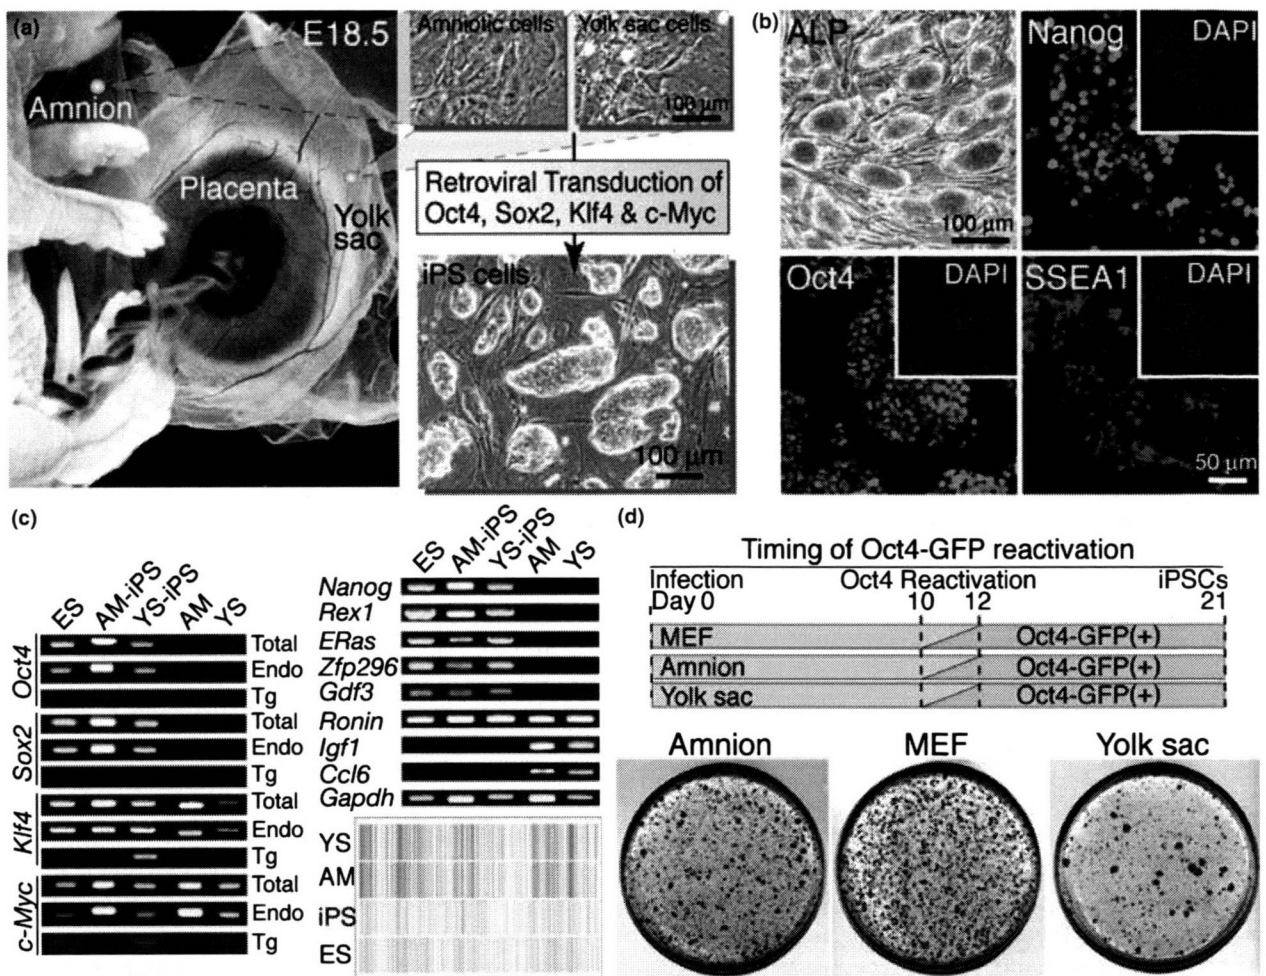 (a)
E18.5
Amnion
Placenta
Yolk
sac
Amniotic cells
Yolk sac cells
100 μm
Retroviral Transduction of
Oct4, Sox2, Klf4 & c-Myc
iPS cells
100 μm
(b)
ALP
100 μm
Nanog
DAPI
Oct4
DAPI
SSEA1
DAPI
50 μm
(c)
ES
AM-iPS
YS-iPS
AM
YS
Oct4
Total
Endo
Tg
Sox2
Total
Endo
Tg
Klf4
Total
Endo
Tg
c-Myc
Total
Endo
Tg
ES
AM-iPS
YS-iPS
AM
YS
Nanog
Rex1
ERas
Zfp296
Gdf3
Ronin
Igf1
Ccl6
Gapdh
YS
AM
iPS
ES
(d)
Timing of Oct4-GFP reactivation
Infection Oct4 Reactivation iPSCs
Day 0 10 12 21
MEF Oct4-GFP(+)
Amnion Oct4-GFP(+)
Yolk sac Oct4-GFP(+)
Amnion MEF Yolk sac